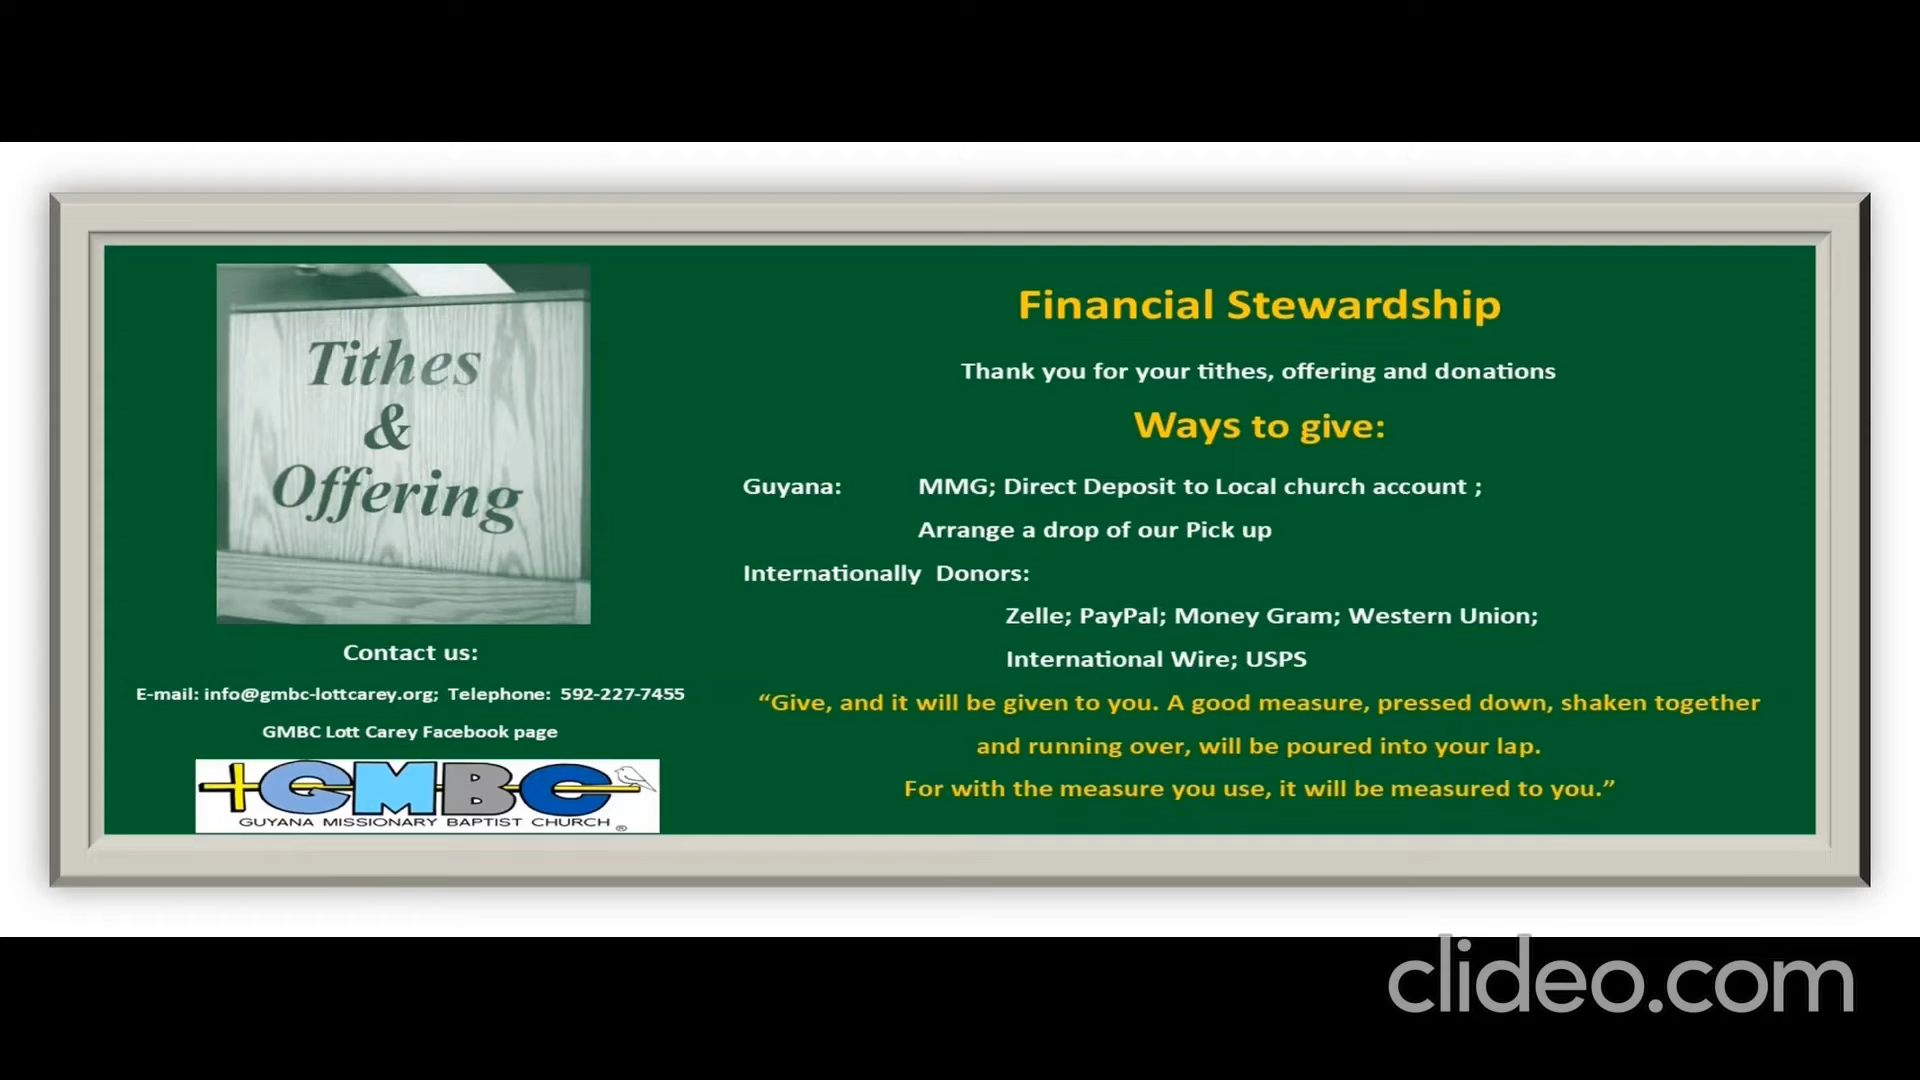 Tithes
&
Offering
Contact us:
E-mail: info@gmbc-lottcarey.org; Telephone: 592-227-7455
GMBC Lott Carey Facebook page
GMBC
GUYANA MISSIONARY BAPTIST CHURCH ®
Financial Stewardship
Thank you for your tithes, offering and donations
Ways to give:
Guyana: MMG; Direct Deposit to Local church account ;
Arrange a drop of our Pick up
Internationally Donors:
Zelle; PayPal; Money Gram; Western Union;
International Wire; USPS
“Give, and it will be given to you. A good measure, pressed down, shaken together
and running over, will be poured into your lap.
For with the measure you use, it will be measured to you.”
clideo.com